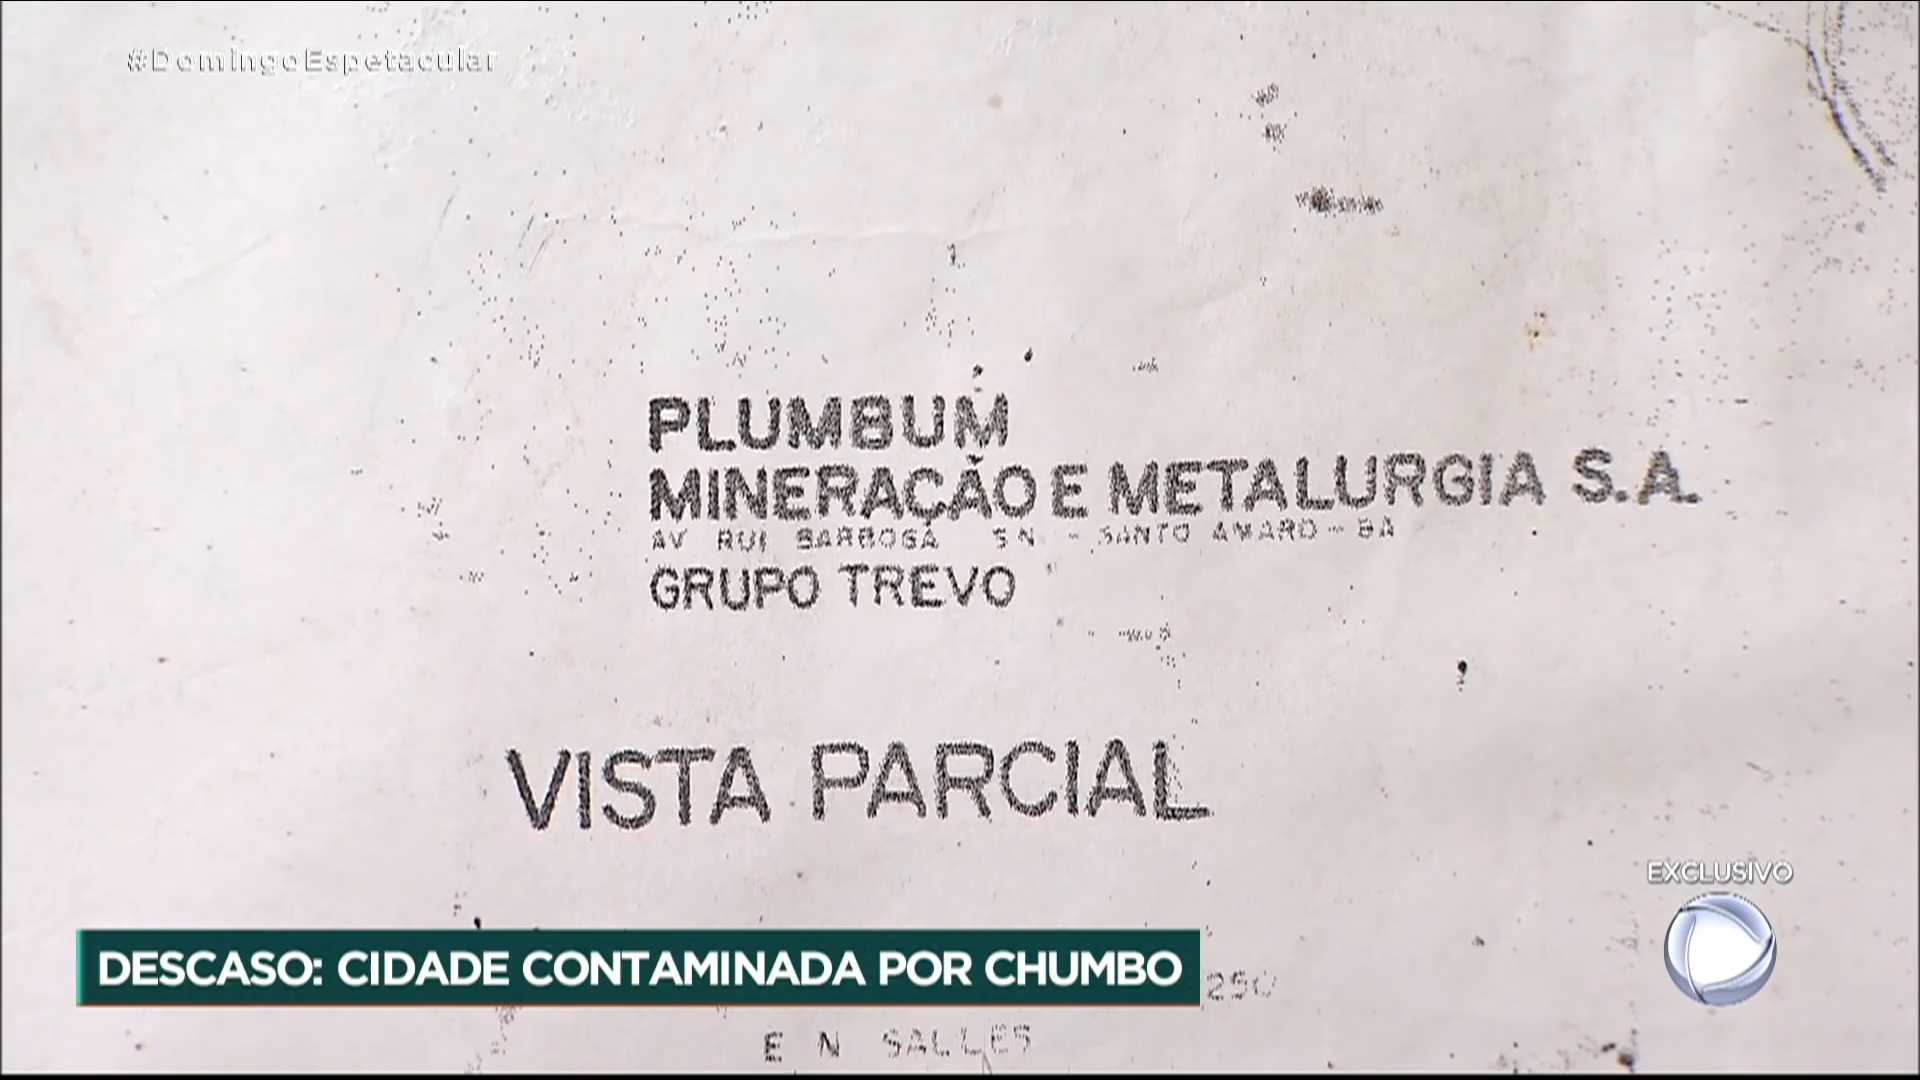 #DomingoEspetacular
PLUMBUM
MINERAÇÃO E METALURGIA S.A.
AV RUI BARBOSA SN - SANTO AMARO - BA
GRUPO TREVO
VISTA PARCIAL
EXCLUSIVO
DESCASO: CIDADE CONTAMINADA POR CHUMBO
250
E N SALLES